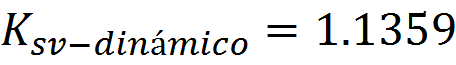 K_{sv-dinámico} = 1.1359